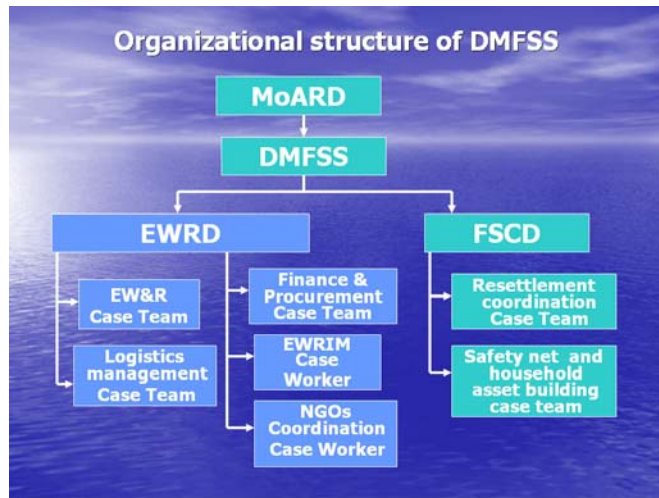 Organizational structure of DMFSS
MoARD
DMFSS
EWRD
FSCD
EW&R
Case Team
Logistics
management
Case Team
Finance &
Procurement
Case Team
EWRIM
Case
Worker
NGOs
Coordination
Case Worker
Resettlement
coordination
Case Team
Safety net and
household
asset building
case team